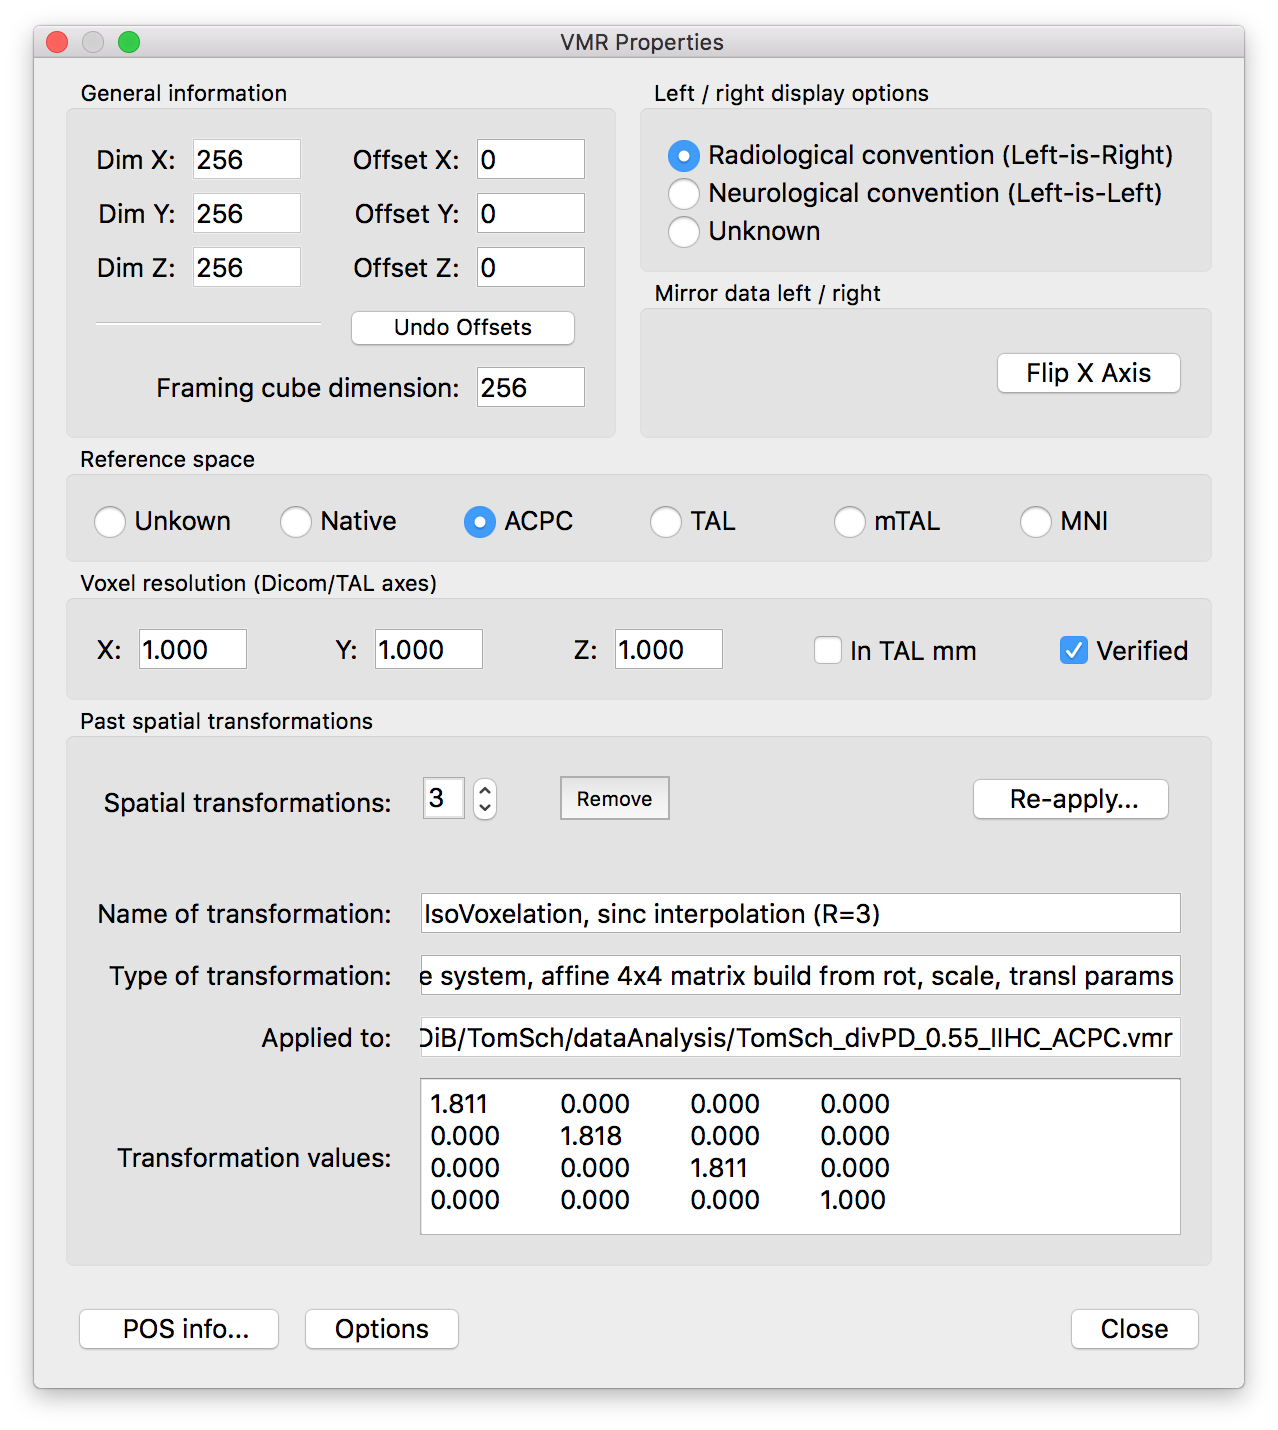 VMR Properties
General information
Dim X: 256 Offset X: 0
Dim Y: 256 Offset Y: 0
Dim Z: 256 Offset Z: 0
Undo Offsets
Framing cube dimension: 256
Left / right display options
Radiological convention (Left-is-Right)
Neurological convention (Left-is-Left)
Unknown
Mirror data left / right
Flip X Axis
Reference space
Unkown Native ACPC TAL mTAL MNI
Voxel resolution (Dicom/TAL axes)
X: 1.000 Y: 1.000 Z: 1.000 In TAL mm Verified
Past spatial transformations
Spatial transformations: 3 Remove Re-apply...
Name of transformation: IsoVoxelation, sinc interpolation (R=3)
Type of transformation: e system, affine 4x4 matrix build from rot, scale, transl params
Applied to: DiB/TomSch/dataAnalysis/TomSch_divPD_0.55_IIHC_ACPC.vmr
Transformation values:
1.811 0.000 0.000 0.000
0.000 1.818 0.000 0.000
0.000 0.000 1.811 0.000
0.000 0.000 0.000 1.000
POS info... Options Close